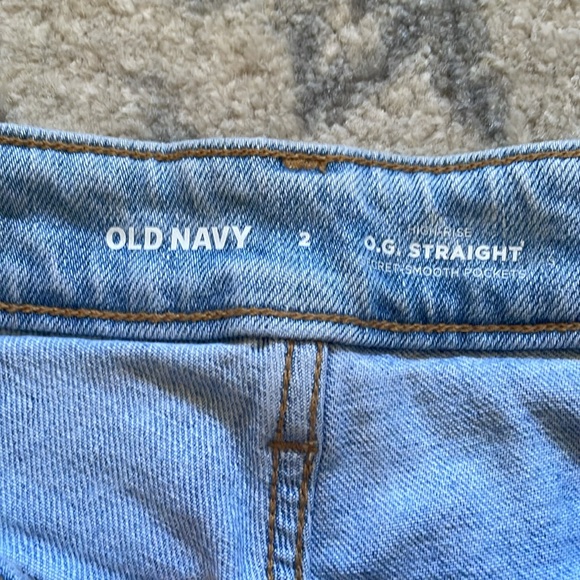 OLD NAVY
2
HIGH-RISE
O.G. STRAIGHT
SMOOTH POCKETS